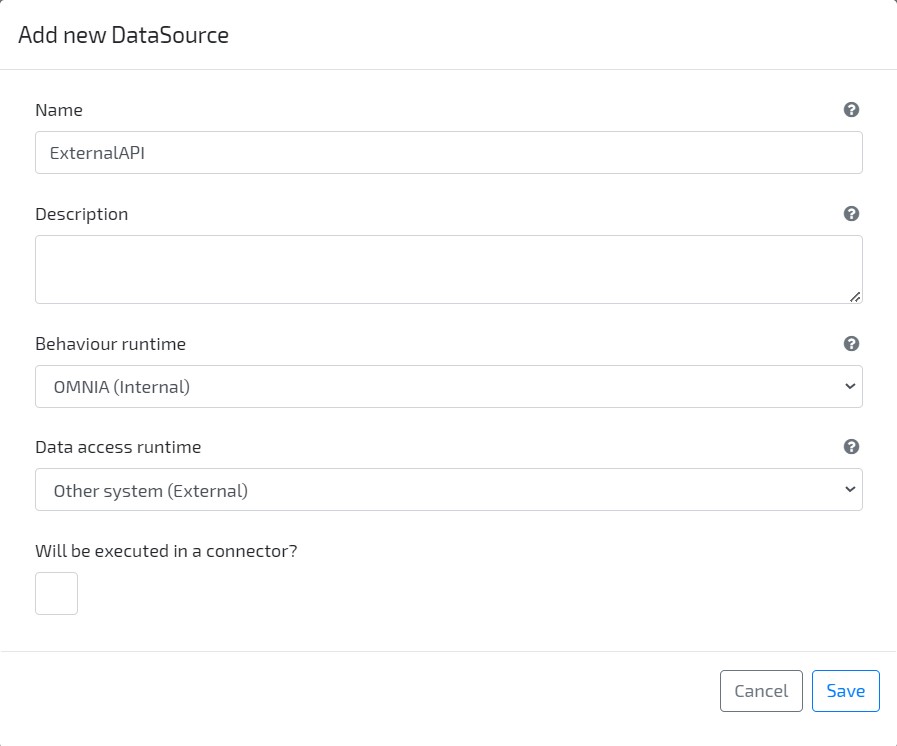 Add new DataSource
Name
ExternalAPI
Description
Behaviour runtime
OMNIA (Internal)
Data access runtime
Other system (External)
Will be executed in a connector?
Cancel Save